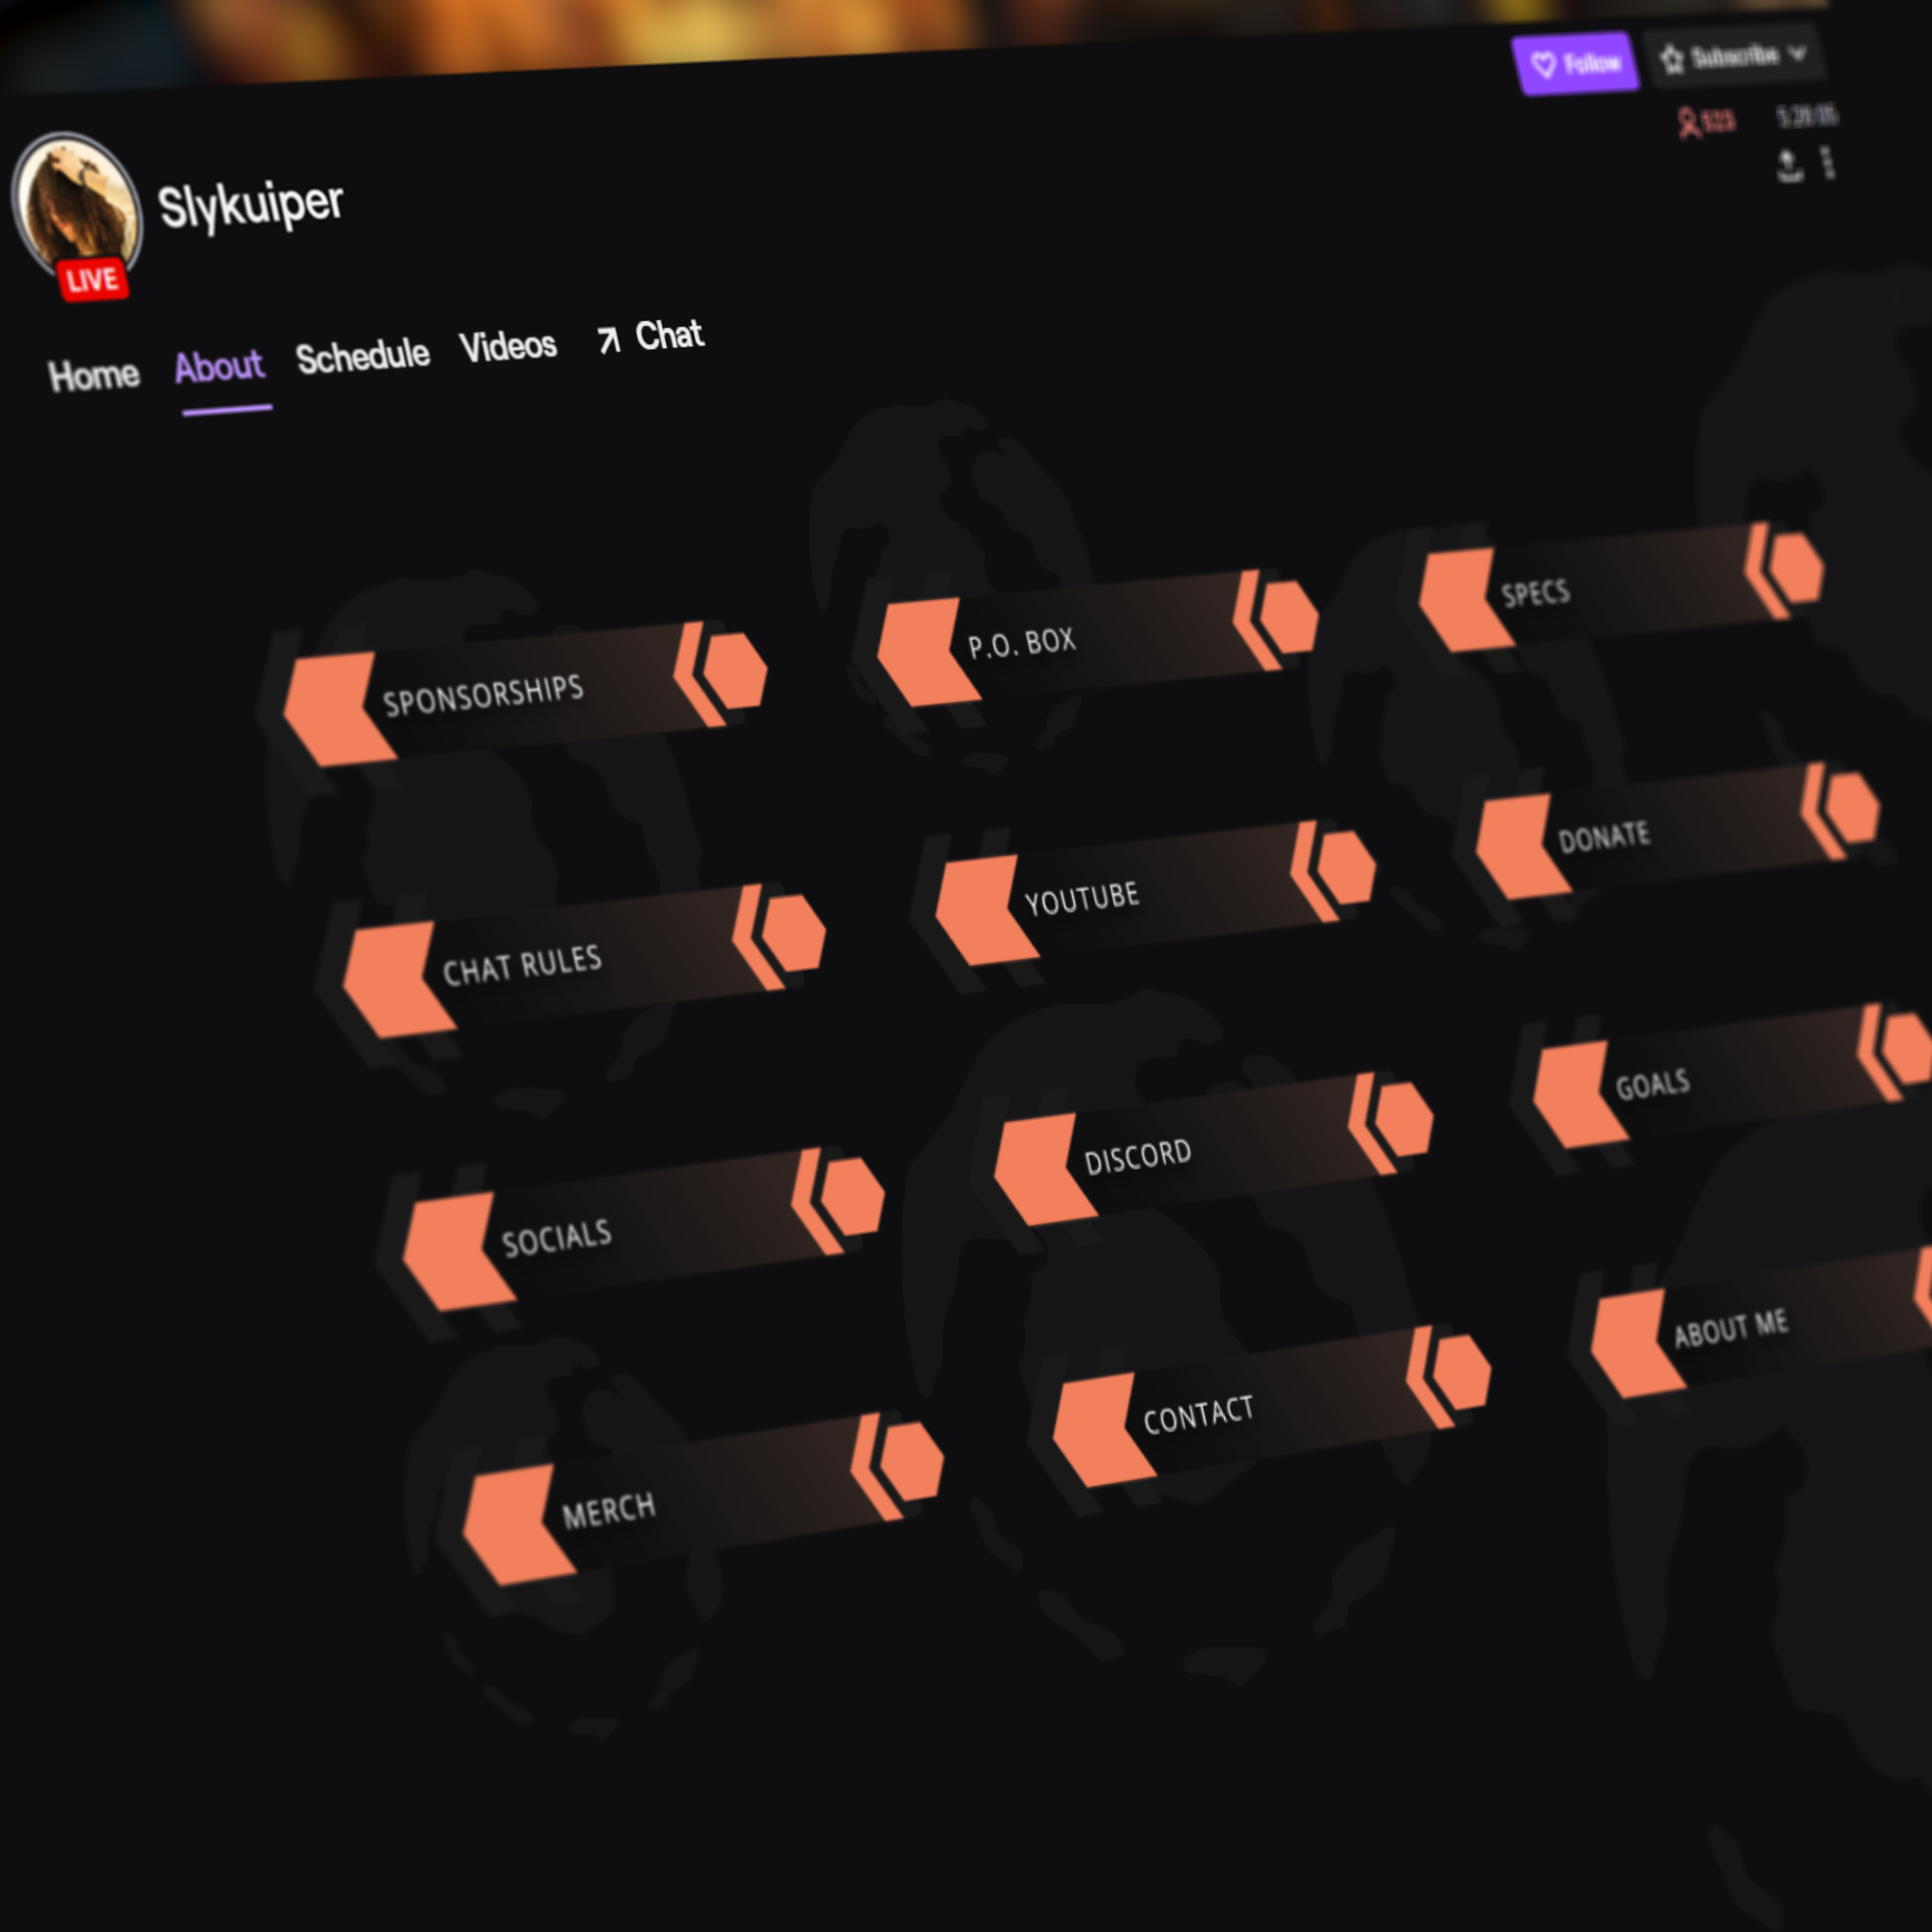 Follow
Subscribe
Slykuiper
LIVE
Home About Schedule Videos Chat
SPONSORSHIPS
P.O. BOX
SPECS
CHAT RULES
YOUTUBE
DONATE
SOCIALS
DISCORD
GOALS
MERCH
CONTACT
ABOUT ME